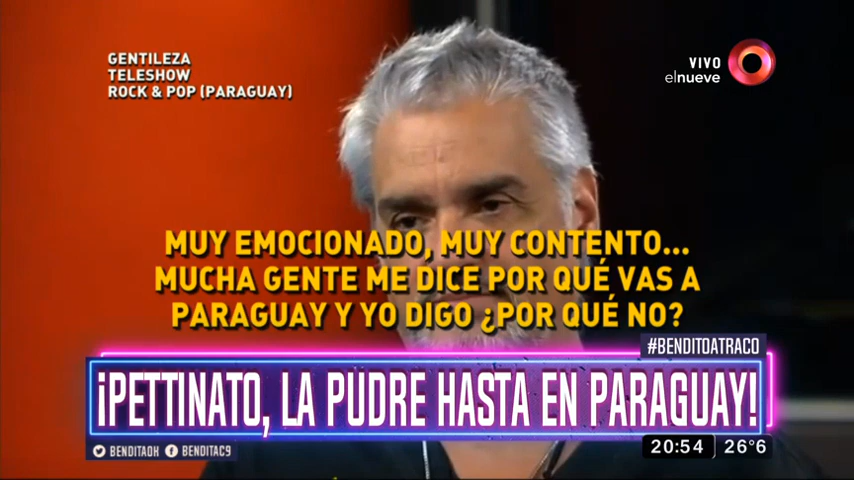 GENTILEZA
TELESHOW
ROCK & POP (PARAGUAY)
VIVO
elnueve
MUY EMOCIONADO, MUY CONTENTO...
MUCHA GENTE ME DICE POR QUÉ VAS A
PARAGUAY Y YO DIGO ¿POR QUÉ NO?
#BENDITOATRACO
¡PETTINATO, LA PUDRE HASTA EN PARAGUAY!
BENDITAOK BENDITAC9
20:54 26°6